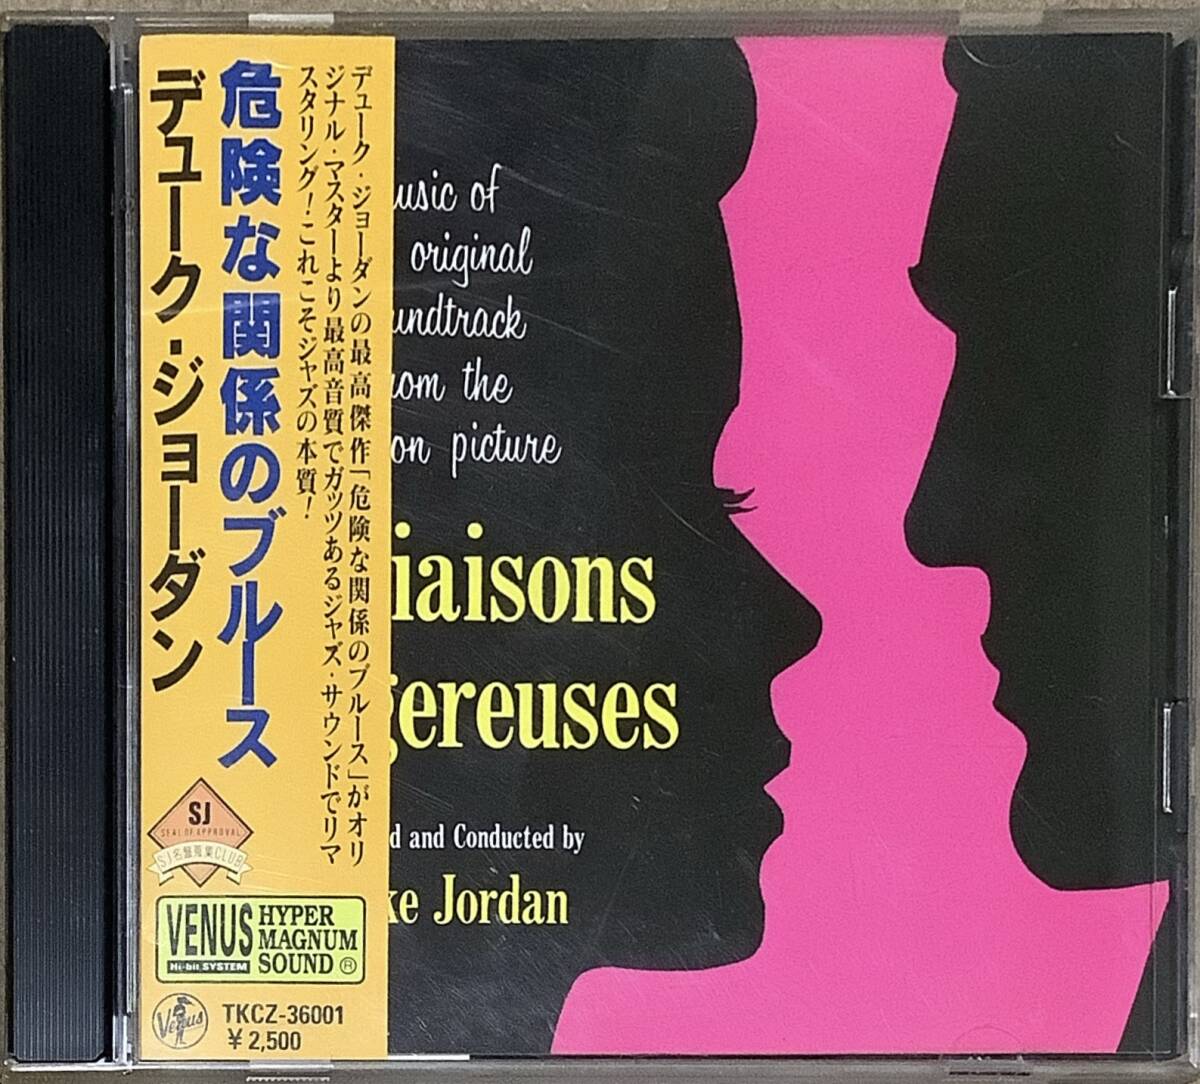 危険な関係のブルース
デューク・ジョーダン
デューク・ジョーダンの最高傑作「危険な関係のブルース」がオリ
ジナル・マスターより最高音質でガッツあるジャズ・サウンドでリマ
スタリング！これこそジャズの本質！
SJ
SEAL OF APPROVAL
SJ名盤蒐集CLUB
VENUS
Hi-bit SYSTEM
HYPER
MAGNUM
SOUND ®
Venus
TKCZ-36001
¥2,500
usic of
original
undtrack
om the
on picture
iaisons
gereuses
d and Conducted by
ke Jordan